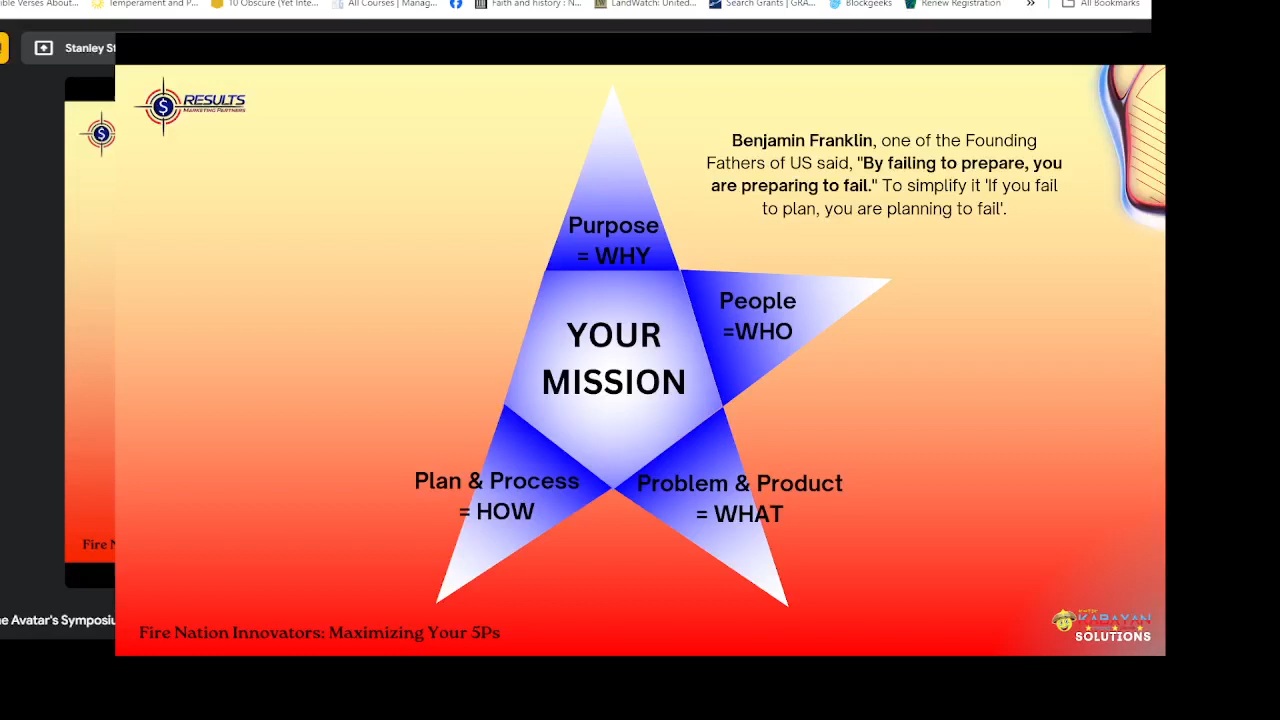 ible Verses About...
Temperament and P...
10 Obscure (Yet Inte...
All Courses | Manag...
Faith and history : N...
LandWatch: United...
Search Grants | GRA...
Blockgeeks
Renew Registration
»
All Bookmarks
Stanley St
RESULTS
MARKETING PARTNERS
Benjamin Franklin, one of the Founding
Fathers of US said, "By failing to prepare, you
are preparing to fail." To simplify it 'If you fail
to plan, you are planning to fail'.
Purpose
= WHY
People
=WHO
YOUR
MISSION
Plan & Process
= HOW
Problem & Product
= WHAT
Fire N
e Avatar's Symposiu
Fire Nation Innovators: Maximizing Your 5Ps
KABAYAN
SOLUTIONS